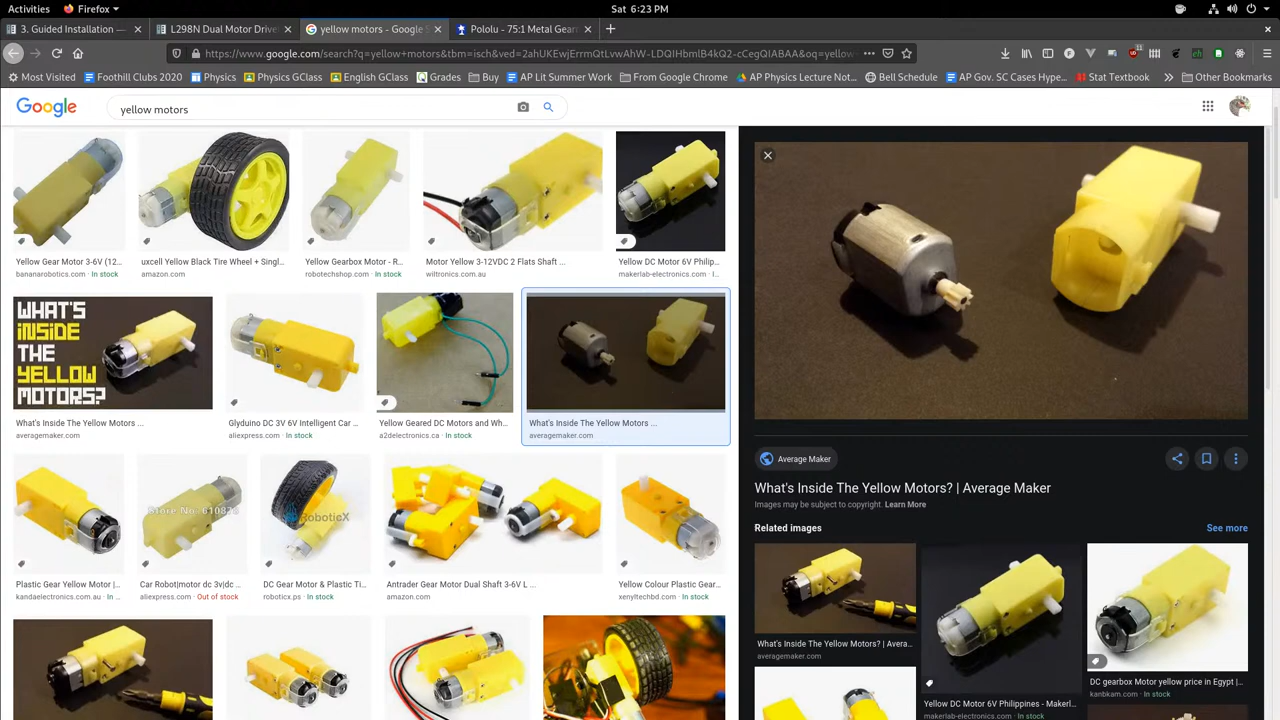 Activities
Firefox
Sat 6:23 PM
3. Guided Installation —
L298N Dual Motor Drive
yellow motors - Google S
Pololu - 75:1 Metal Gear
https://www.google.com/search?q=yellow+motors&tbm=isch&ved=2ahUKEwjErrmQtLvwAhW-LDQIHbmlB4kQ2-cCegQIABAA&oq=yellow
11
Most Visited
Foothill Clubs 2020
Physics
Physics GClass
English GClass
Grades
Buy
AP Lit Summer Work
From Google Chrome
AP Physics Lecture Not...
Bell Schedule
AP Gov. SC Cases Hype...
Stat Textbook
Other Bookmarks
Google
yellow motors
Yellow Gear Motor 3-6V (12...
bananarobotics.com · In stock
uxcell Yellow Black Tire Wheel + Singl...
amazon.com
Yellow Gearbox Motor - R...
robotechshop.com · In stock
Motor Yellow 3-12VDC 2 Flats Shaft ...
wiltronics.com.au
Yellow DC Motor 6V Philip...
makerlab-electronics.com · I...
WHAT'S
INSIDE
THE
YELLOW
MOTORS?
What's Inside The Yellow Motors ...
averagemaker.com
Glyduino DC 3V 6V Intelligent Car ...
aliexpress.com · In stock
Yellow Geared DC Motors and Wh...
a2delectronics.ca · In stock
What's Inside The Yellow Motors ...
averagemaker.com
Average Maker
What's Inside The Yellow Motors? | Average Maker
Images may be subject to copyright. Learn More
Related images
See more
Store No: 61087
RoboticX
Plastic Gear Yellow Motor |...
kandaelectronics.com.au · In ...
Car Robot|motor dc 3v|dc ...
aliexpress.com · Out of stock
DC Gear Motor & Plastic Ti...
roboticx.ps · In stock
Antrader Gear Motor Dual Shaft 3-6V L ...
amazon.com
Yellow Colour Plastic Gear...
xenyltechbd.com · In stock
What's Inside The Yellow Motors? | Avera...
averagemaker.com
Yellow DC Motor 6V Philippines - Makerl...
makerlab-electronics.com · In stock
DC gearbox Motor yellow price in Egypt |...
kanbkam.com · In stock